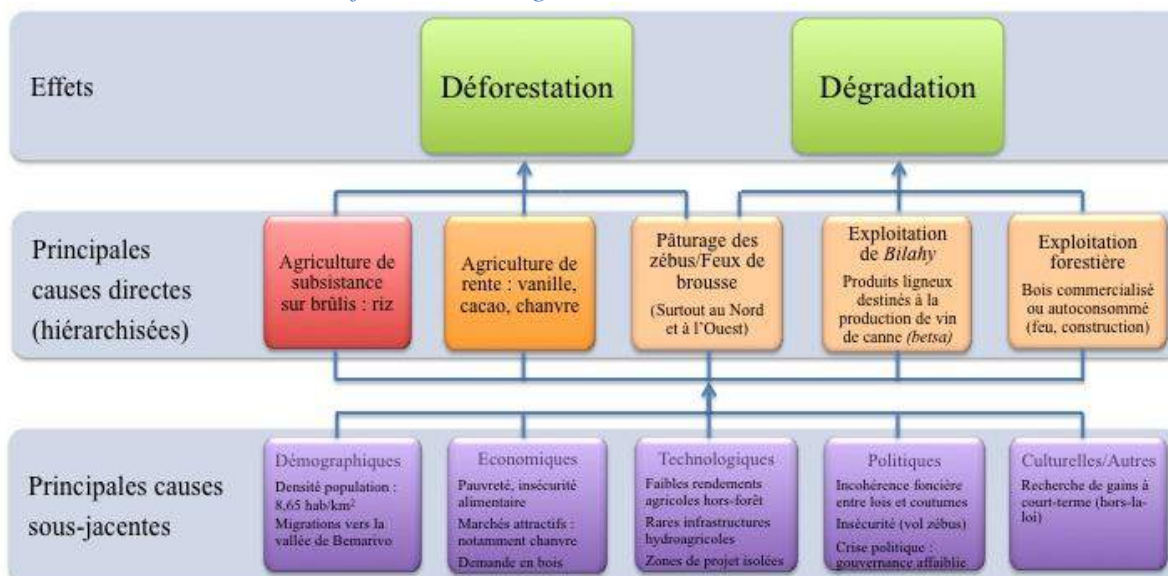 Effets
Déforestation
Dégradation
Principales
causes directes
(hiérarchisées)
Agriculture de
subsistance
sur brûlis : riz
Agriculture de
rente : vanille,
cacao, chanvre
Pâturage des
zébus/Feux de
brousse
(Surtout au Nord
et à l'Ouest)
Exploitation
de Bilahy
Produits ligneux
destinés à la
production de vin
de canne (betsa)
Exploitation
forestière
Bois commercialisé
ou autoconsommé
(feu, construction)
Principales causes
sous-jacentes
Démographiques
Densité population :
8,65 hab/km²
Migrations vers la
vallée de Bemarivo
Economiques
Pauvreté, insécurité
alimentaire
Marchés attractifs :
notamment chanvre
Demande en bois
Technologiques
Faibles rendements
agricoles hors-forêt
Rares infrastructures
hydroagricoles
Zones de projet isolées
Politiques
Incohérence foncière
entre lois et coutumes
Insécurité (vol zébus)
Crise politique :
gouvernance affaiblie
Culturelles/Autres
Recherche de gains à
court-terme (hors-la-
loi)